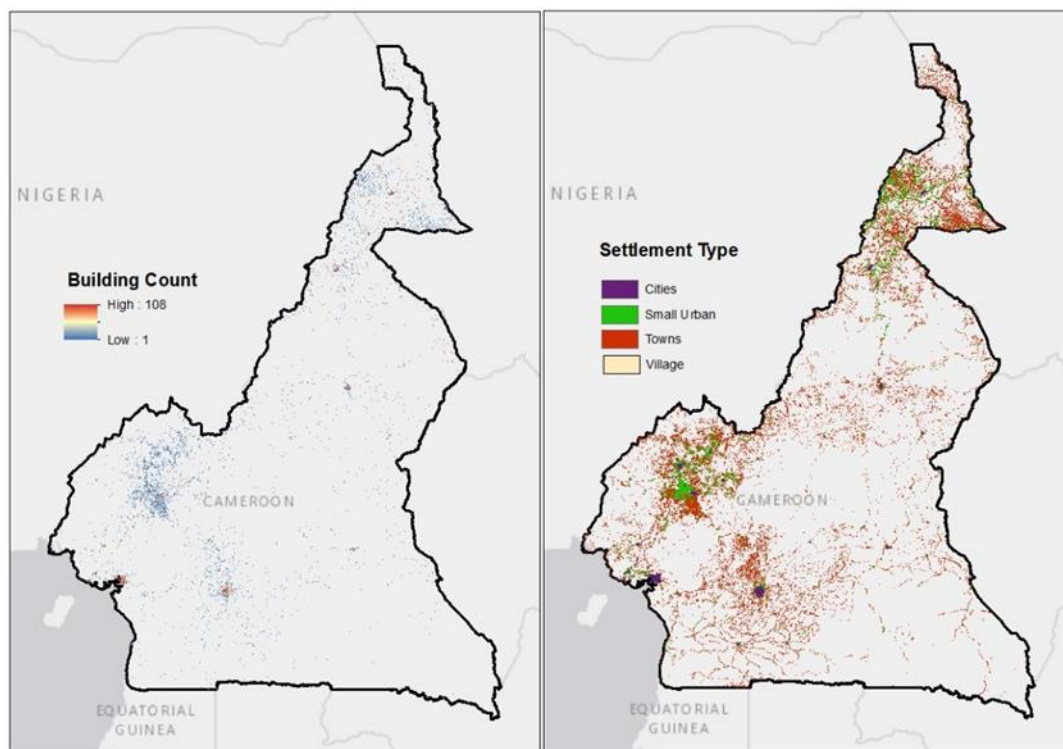 NIGERIA
Building Count
High : 108
Low : 1
CAMEROON
EQUATORIAL
GUINEA
NIGERIA
Settlement Type
Cities
Small Urban
Towns
Village
CAMEROON
EQUATORIAL
GUINEA